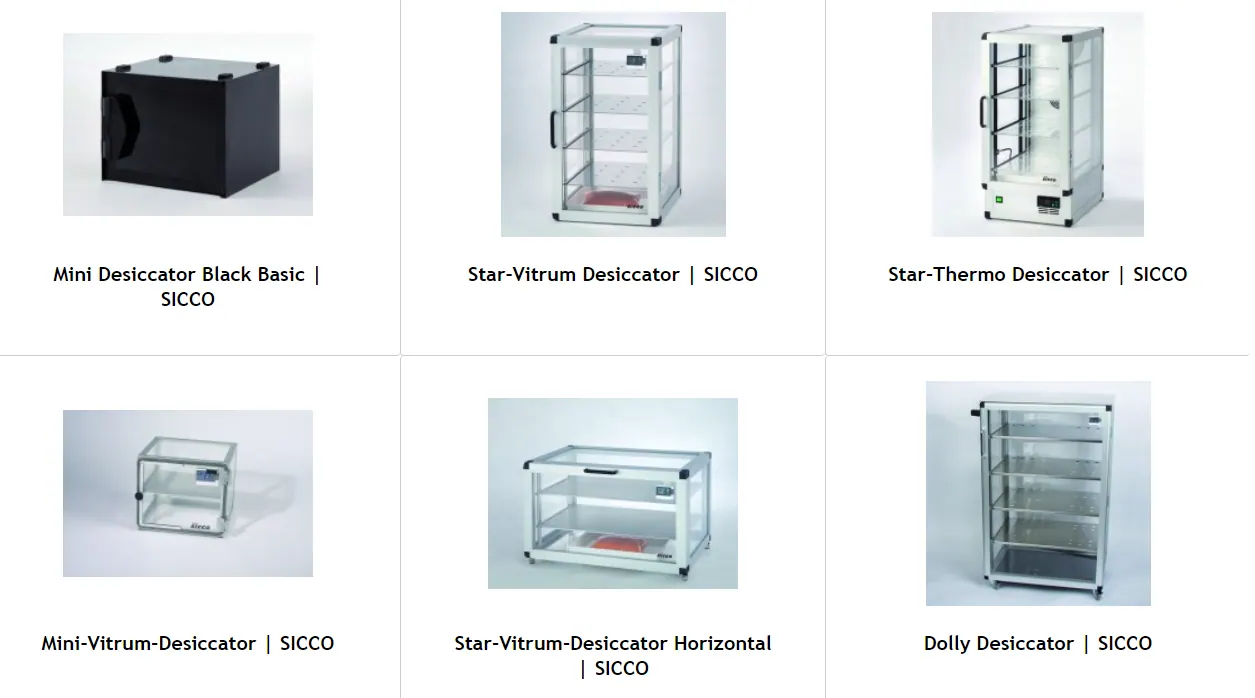 Mini Desiccator Black Basic |
SICCO
Star-Vitrum Desiccator | SICCO
Star-Thermo Desiccator | SICCO
Mini-Vitrum-Desiccator | SICCO
Star-Vitrum-Desiccator Horizontal
| SICCO
Dolly Desiccator | SICCO